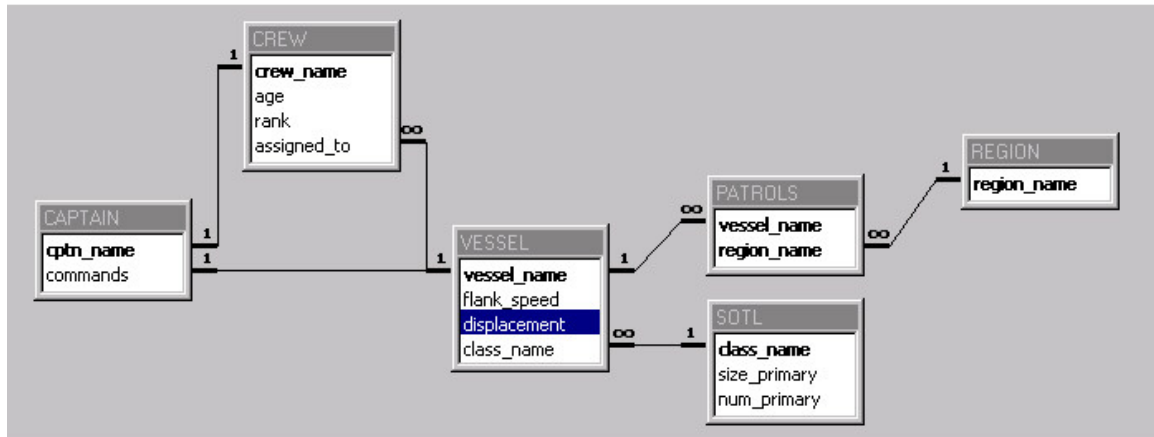 CREW
crew_name
age
rank
assigned_to
1
∞
CAPTAIN
cptn_name
commands
1
1
VESSEL
vessel_name
flank_speed
displacement
class_name
1
1
∞
PATROLS
vessel_name
region_name
∞
∞
SOTL
class_name
size_primary
num_primary
1
REGION
region_name
1